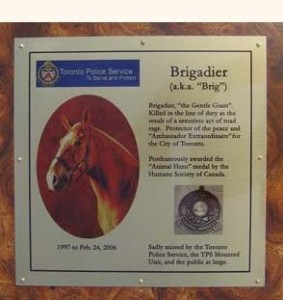 Toronto Police Service
To Serve and Protect
Brigadier
(a.k.a. "Brig")
Brigadier, "the Gentle Giant".
Killed in the line of duty as the
result of a senseless act of road
rage. Protector of the peace and
"Ambassador Extraordinaire" for
the City of Toronto.
Posthumously awarded the
"Animal Hero" medal by the
Humane Society of Canada.
1997 to Feb. 24, 2006
Sadly missed by the Toronto
Police Service, the TPS Mounted
Unit, and the public at large.